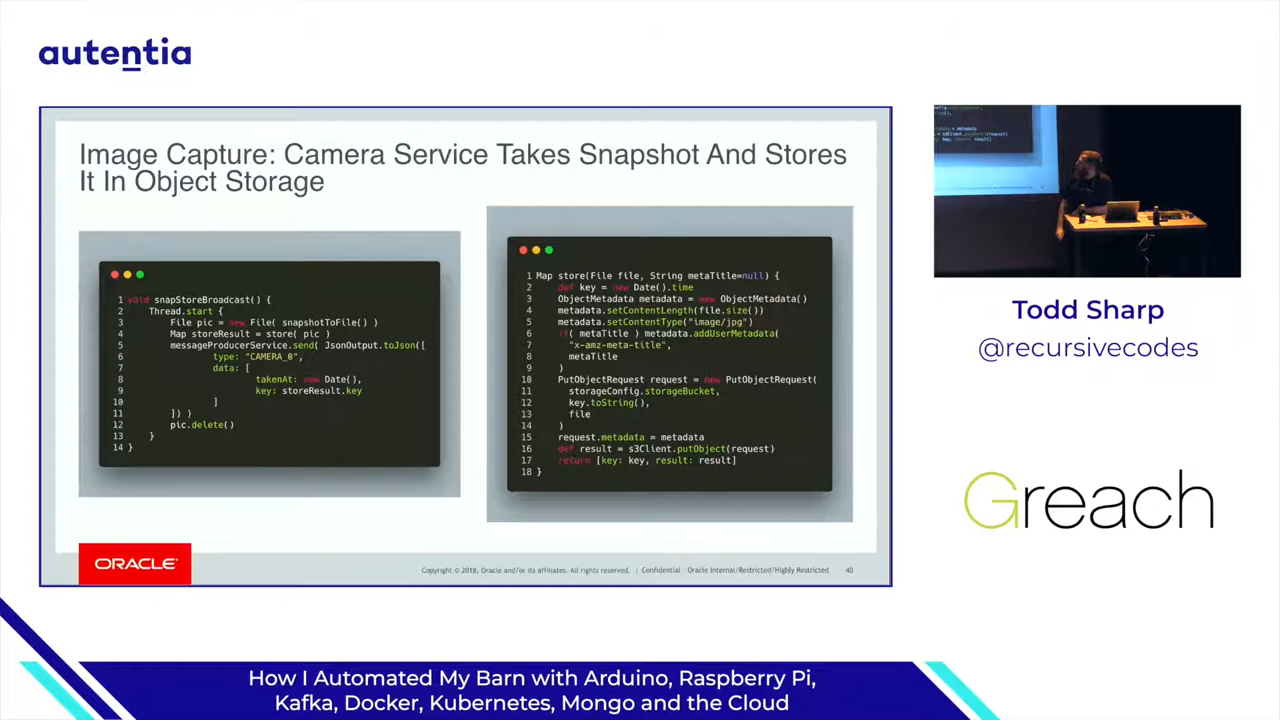 autentia
Image Capture: Camera Service Takes Snapshot And Stores
It In Object Storage
1 void snapStoreBroadcast() {
2 Thread.start {
3 File pic = new File( snapshotToFile() )
4 Map storeResult = store( pic )
5 messageProducerService.send( JsonOutput.toJson([
6 type: "CAMERA_0",
7 data: [
8 takenAt: new Date(),
9 key: storeResult.key
10 ]
11 ]) )
12 pic.delete()
13 }
14 }
1 Map store(File file, String metaTitle=null) {
2 def key = new Date().time
3 ObjectMetadata metadata = new ObjectMetadata()
4 metadata.setContentLength(file.size())
5 metadata.setContentType("image/jpg")
6 if( metaTitle ) metadata.addUserMetadata(
7 "x-amz-meta-title",
8 metaTitle
9 )
10 PutObjectRequest request = new PutObjectRequest(
11 storageConfig.storageBucket,
12 key.toString(),
13 file
14 )
15 request.metadata = metadata
16 def result = s3Client.putObject(request)
17 return [key: key, result: result]
18 }
ORACLE
Copyright © 2018, Oracle and/or its affiliates. All rights reserved. | Confidential – Oracle Internal/Restricted/Highly Restricted 40
Todd Sharp
@recursivecodes
Greach
How I Automated My Barn with Arduino, Raspberry Pi,
Kafka, Docker, Kubernetes, Mongo and the Cloud